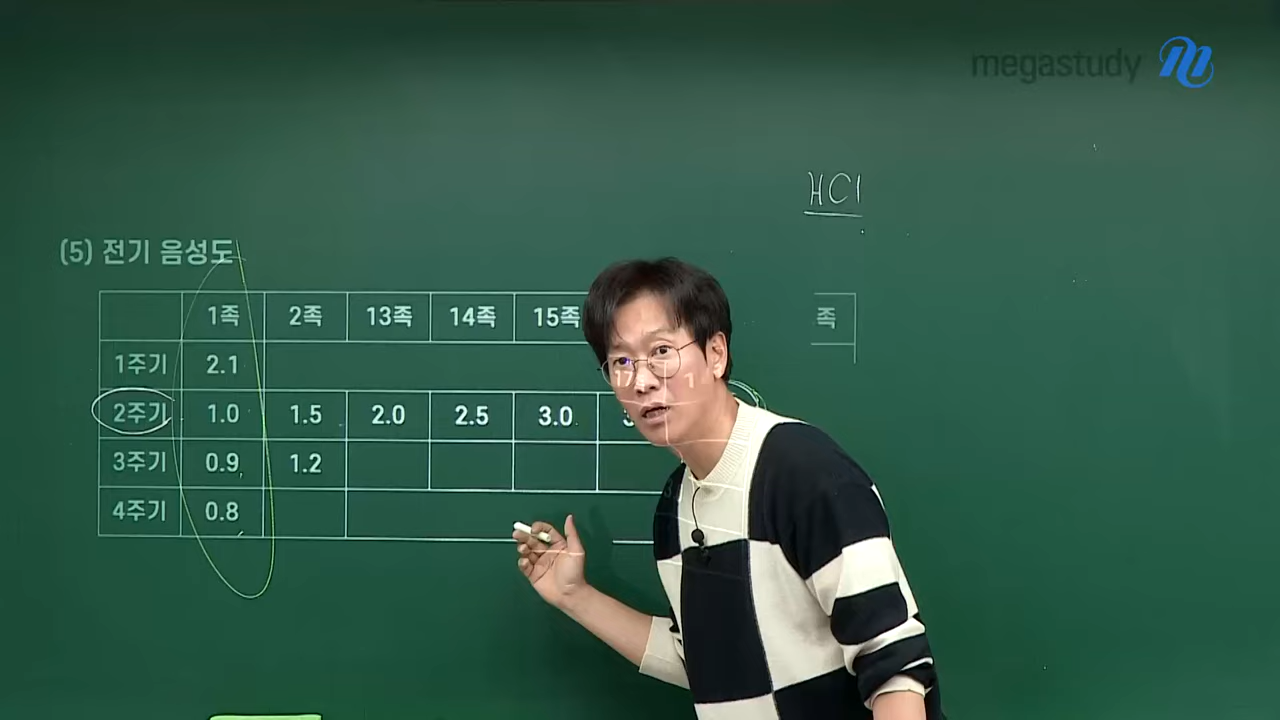 megastudy
HCl
(5) 전기 음성도
1족 2족 13족 14족 15족 족
1주기 2.1
2주기 1.0 1.5 2.0 2.5 3.0
3주기 0.9 1.2
4주기 0.8